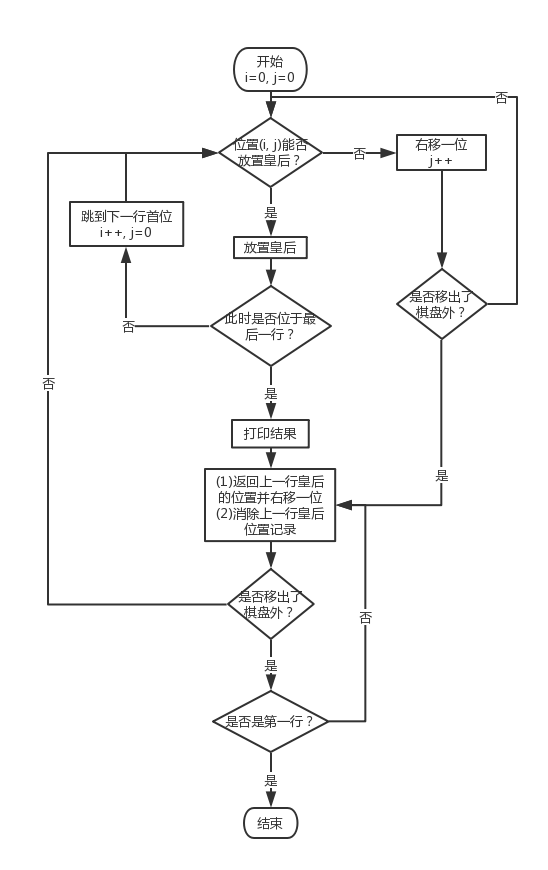 开始
i=0, j=0
否
位置(i, j)能否
放置皇后？
否
右移一位
j++
是
跳到下一行首位
i++, j=0
放置皇后
是否移出了
棋盘外？
此时是否位于最
后一行？
否
否
是
打印结果
是
(1)返回上一行皇后
的位置并右移一位
(2)消除上一行皇后
位置记录
是否移出了
棋盘外？
否
是
是否是第一行？
是
结束